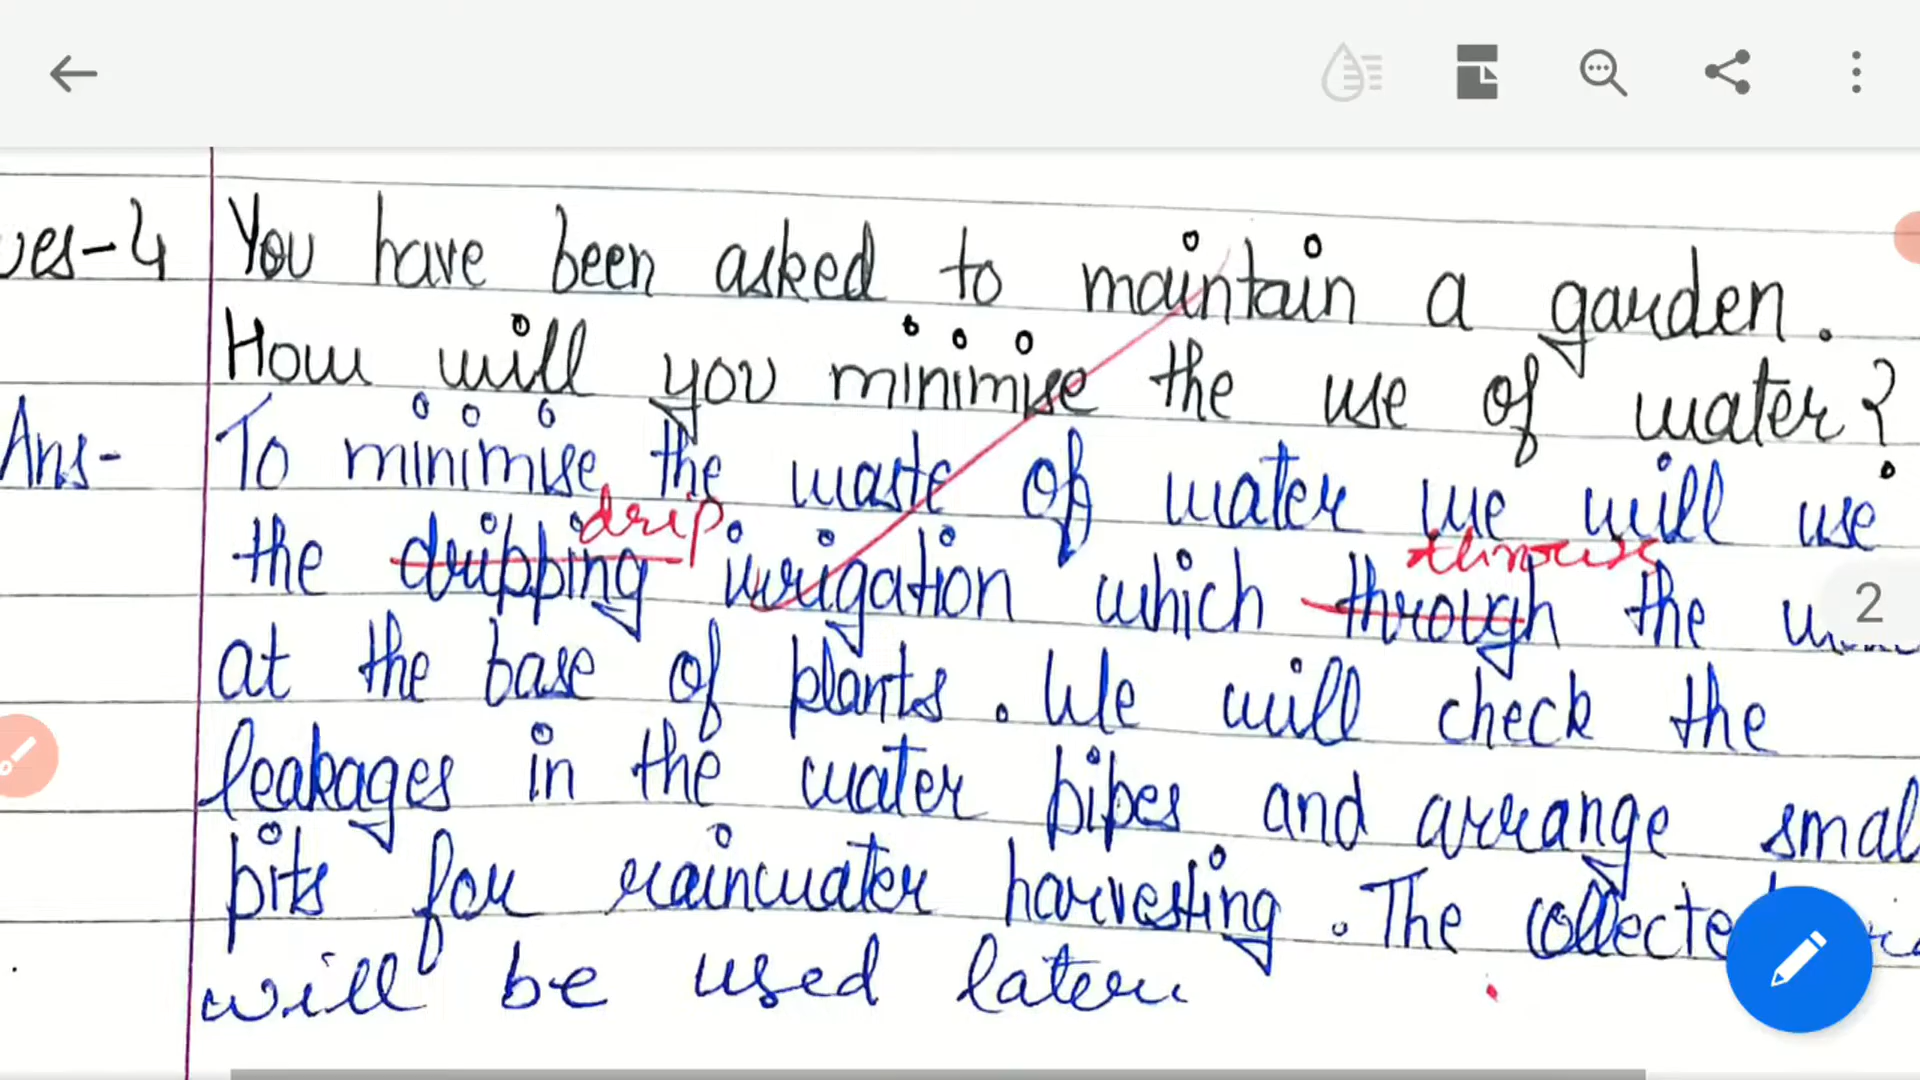 ues-4 You have been asked to maintain a garden.
How will you minimise the use of water?
Ans- To minimise the waste of water we will use
drip throws
the dripping irrigation which through the
2
at the base of plants. We will check the
leakages in the water pipes and arrange smal
pits for rainwater harvesting. The collecte
will be used later.